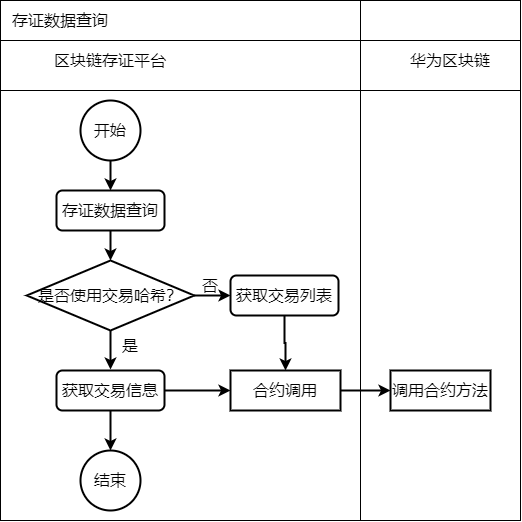 存证数据查询
区块链存证平台
华为区块链
开始
存证数据查询
是否使用交易哈希?
否
获取交易列表
是
获取交易信息
合约调用
调用合约方法
结束